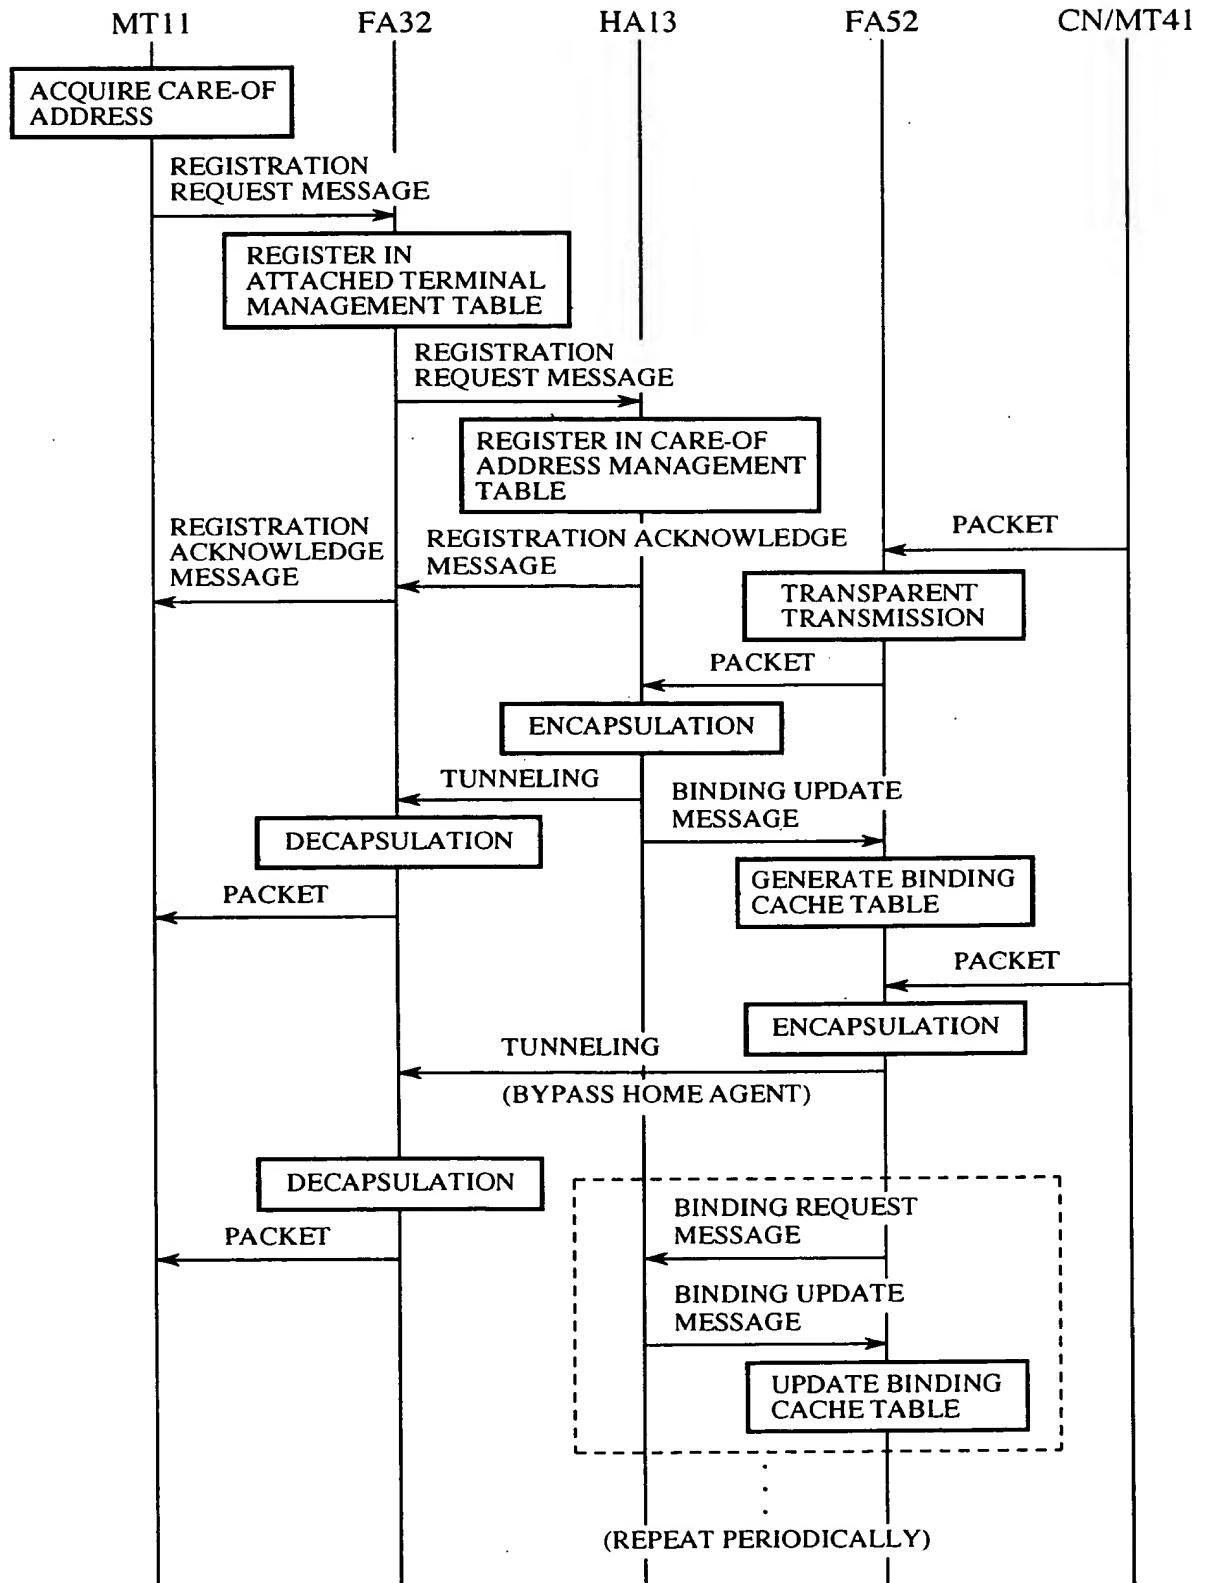 MT11 FA32 HA13 FA52 CN/MT41
ACQUIRE CARE-OF
ADDRESS
REGISTRATION
REQUEST MESSAGE
REGISTER IN
ATTACHED TERMINAL
MANAGEMENT TABLE
REGISTRATION
REQUEST MESSAGE
REGISTER IN CARE-OF
ADDRESS MANAGEMENT
TABLE
REGISTRATION
ACKNOWLEDGE
MESSAGE
REGISTRATION ACKNOWLEDGE
MESSAGE
PACKET
TRANSPARENT
TRANSMISSION
PACKET
ENCAPSULATION
TUNNELING
BINDING UPDATE
MESSAGE
DECAPSULATION
GENERATE BINDING
CACHE TABLE
PACKET
PACKET
ENCAPSULATION
TUNNELING
(BYPASS HOME AGENT)
DECAPSULATION
PACKET
BINDING REQUEST
MESSAGE
BINDING UPDATE
MESSAGE
UPDATE BINDING
CACHE TABLE
(REPEAT PERIODICALLY)